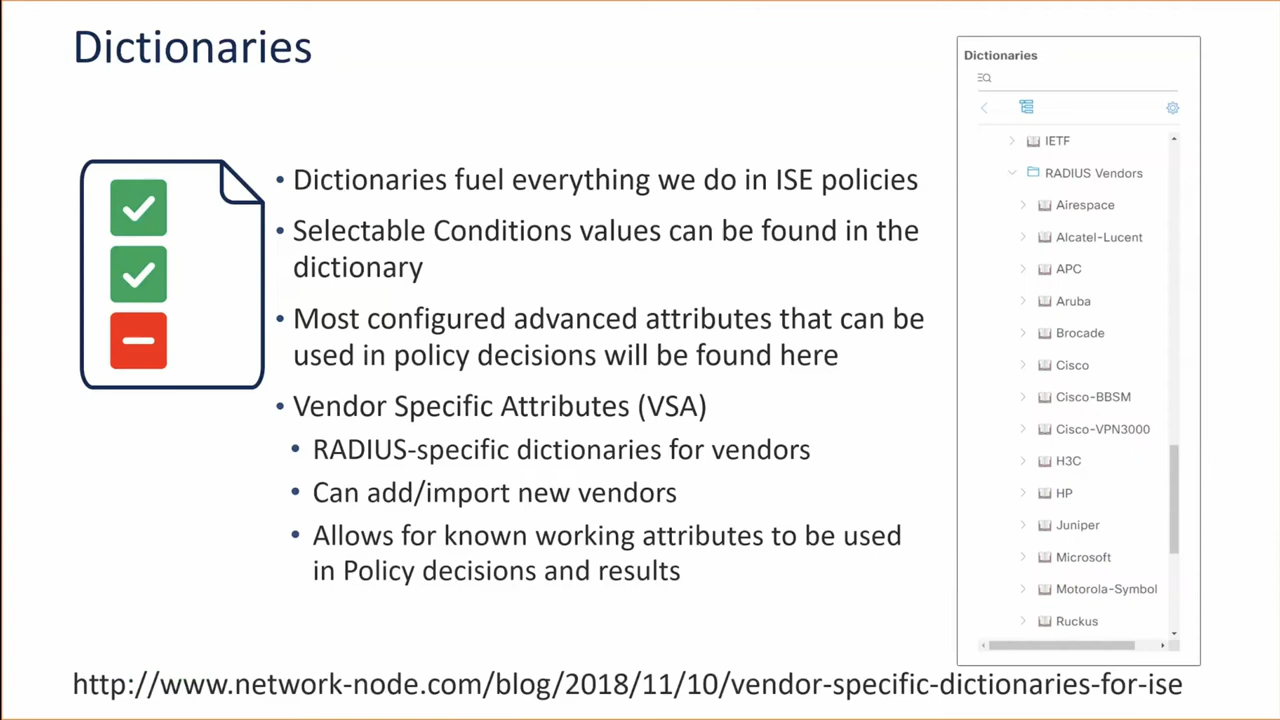 Dictionaries
• Dictionaries fuel everything we do in ISE policies
• Selectable Conditions values can be found in the
dictionary
• Most configured advanced attributes that can be
used in policy decisions will be found here
• Vendor Specific Attributes (VSA)
• RADIUS-specific dictionaries for vendors
• Can add/import new vendors
• Allows for known working attributes to be used
in Policy decisions and results
Dictionaries
IETF
RADIUS Vendors
Airespace
Alcatel-Lucent
APC
Aruba
Brocade
Cisco
Cisco-BBSM
Cisco-VPN3000
H3C
HP
Juniper
Microsoft
Motorola-Symbol
Ruckus
http://www.network-node.com/blog/2018/11/10/vendor-specific-dictionaries-for-ise